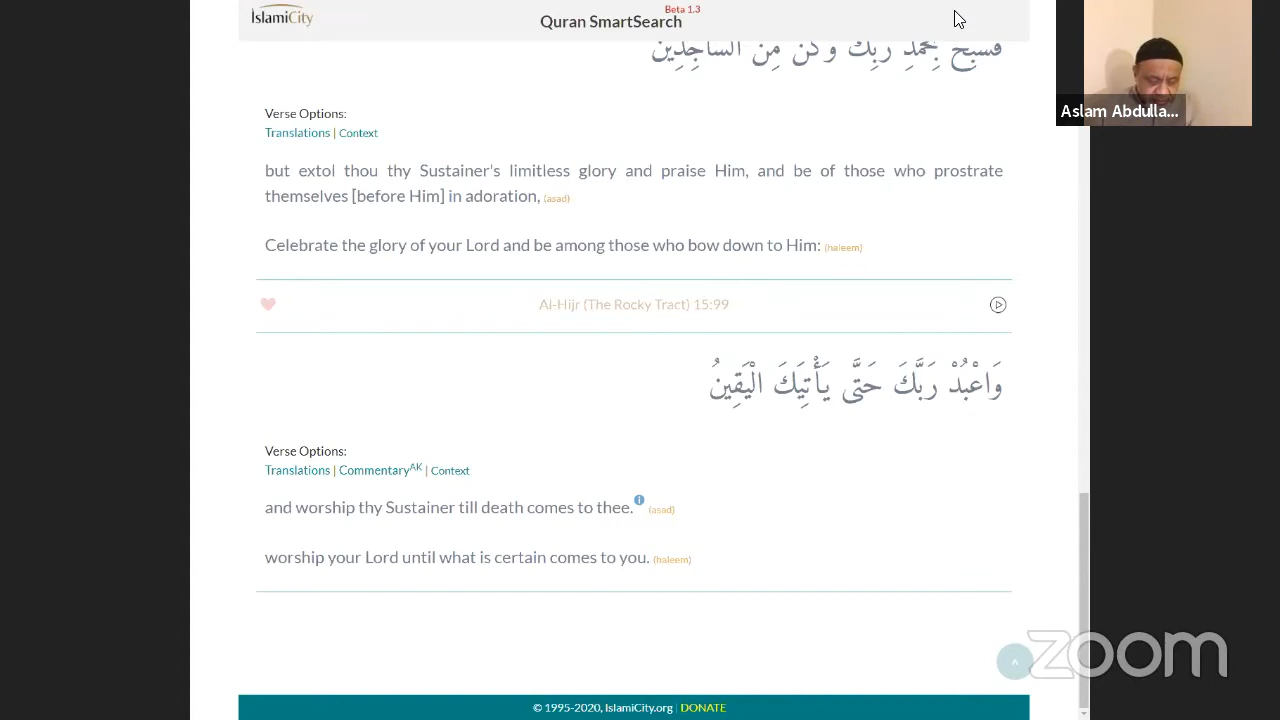 IslamiCity
Beta 1.3
Quran SmartSearch
فَسَبِّحْ بِحَمْدِ رَبِّكَ وَكُن مِّنَ السَّاجِدِينَ
Aslam Abdulla...
Verse Options:
Translations | Context
but extol thou thy Sustainer's limitless glory and praise Him, and be of those who prostrate
themselves [before Him] in adoration, (asad)
Celebrate the glory of your Lord and be among those who bow down to Him: (haleem)
Al-Hijr (The Rocky Tract) 15:99
وَاعْبُدْ رَبَّكَ حَتَّى يَأْتِيَكَ الْيَقِينُ
Verse Options:
Translations | Commentary AK | Context
and worship thy Sustainer till death comes to thee. (asad)
worship your Lord until what is certain comes to you. (haleem)
zoom
© 1995-2020, IslamiCity.org | DONATE